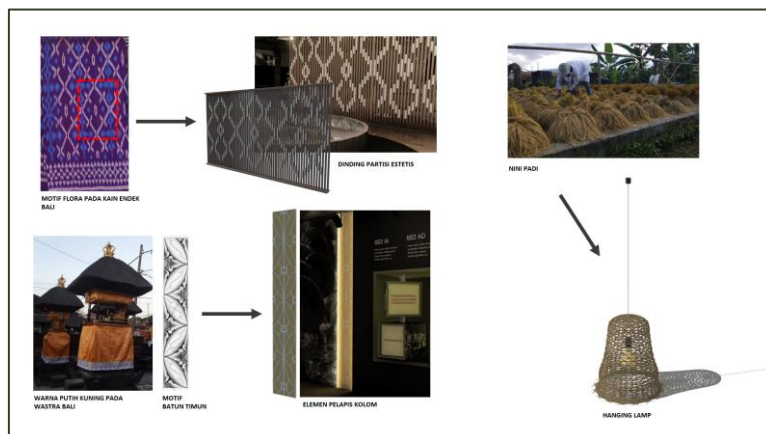 MOTIF FLORA PADA KAIN ENDEK
BALI
DINDING PARTISI ESTETIS
NINI PADI
WARNA PUTIH KUNING PADA
WASTRA BALI
MOTIF
BATUN TIMUN
ELEMEN PELAPIS KOLOM
HANGING LAMP